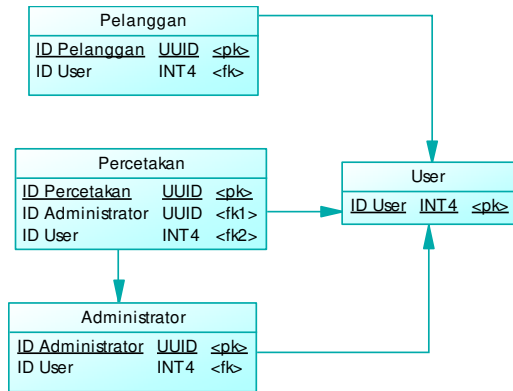 Pelanggan
ID Pelanggan UUID <pk>
ID User INT4 <fk>
Percetakan
ID Percetakan UUID <pk>
ID Administrator UUID <fk1>
ID User INT4 <fk2>
User
ID User INT4 <pk>
Administrator
ID Administrator UUID <pk>
ID User INT4 <fk>